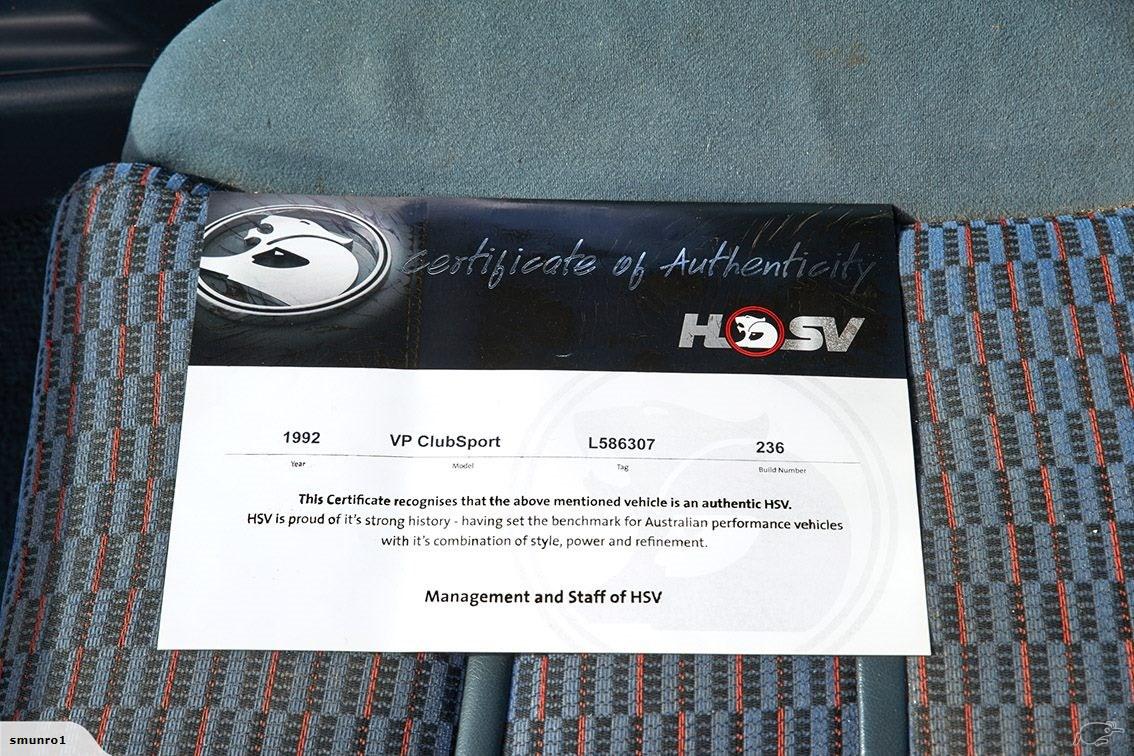 Certificate of Authenticity
HSV
1992 VP ClubSport L586307 236
Year Model Tag Build Number
This Certificate recognises that the above mentioned vehicle is an authentic HSV.
HSV is proud of it's strong history - having set the benchmark for Australian performance vehicles
with it's combination of style, power and refinement.
Management and Staff of HSV
smunro1